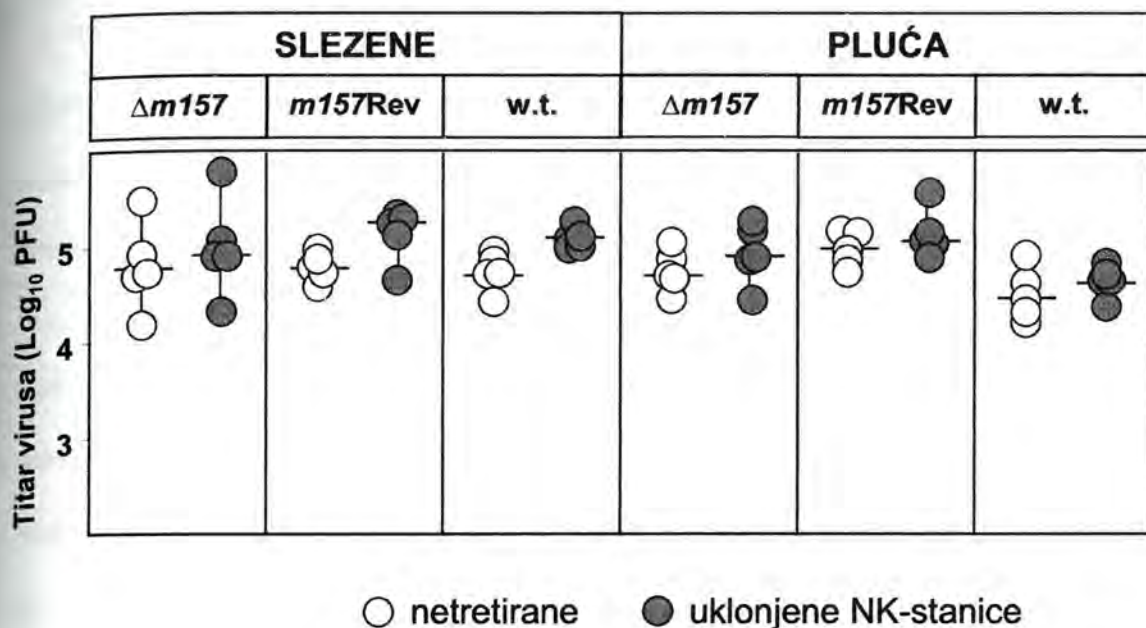 SLEZENE PLUĆA
Δm157 m157Rev w.t. Δm157 m157Rev w.t.
Titar virusa (Log₁₀ PFU)
5
4
3
netretirane uklonjene NK-stanice